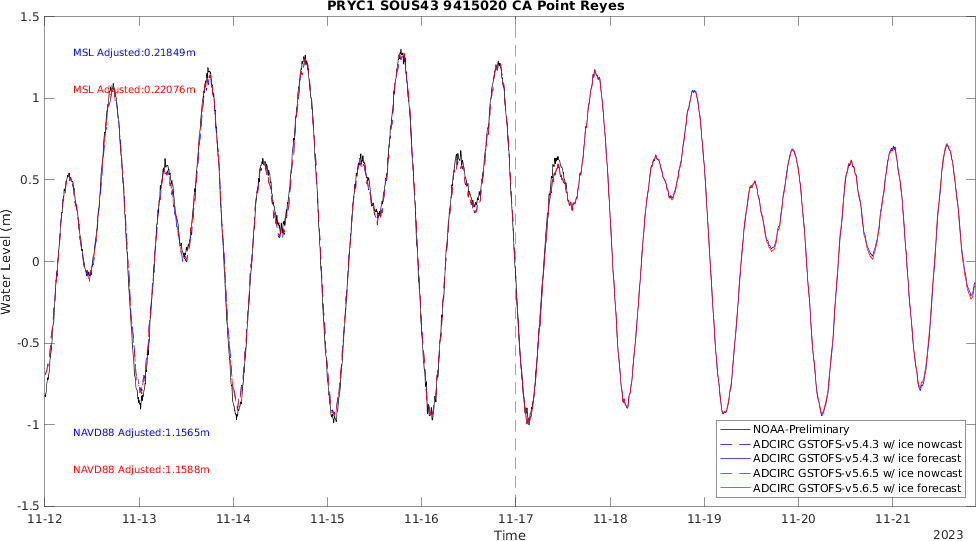 PRYC1 SOUS43 9415020 CA Point Reyes
1.5
MSL Adjusted:0.21849m
MSL Adjusted:0.22076m
1
0.5
Water Level (m)
0
-0.5
-1
NAVD88 Adjusted:1.1565m
NAVD88 Adjusted:1.1588m
NOAA-Preliminary
ADCIRC GSTOFS-v5.4.3 w/ ice nowcast
ADCIRC GSTOFS-v5.4.3 w/ ice forecast
ADCIRC GSTOFS-v5.6.5 w/ ice nowcast
ADCIRC GSTOFS-v5.6.5 w/ ice forecast
-1.5
11-12 11-13 11-14 11-15 11-16 11-17 11-18 11-19 11-20 11-21
Time
2023